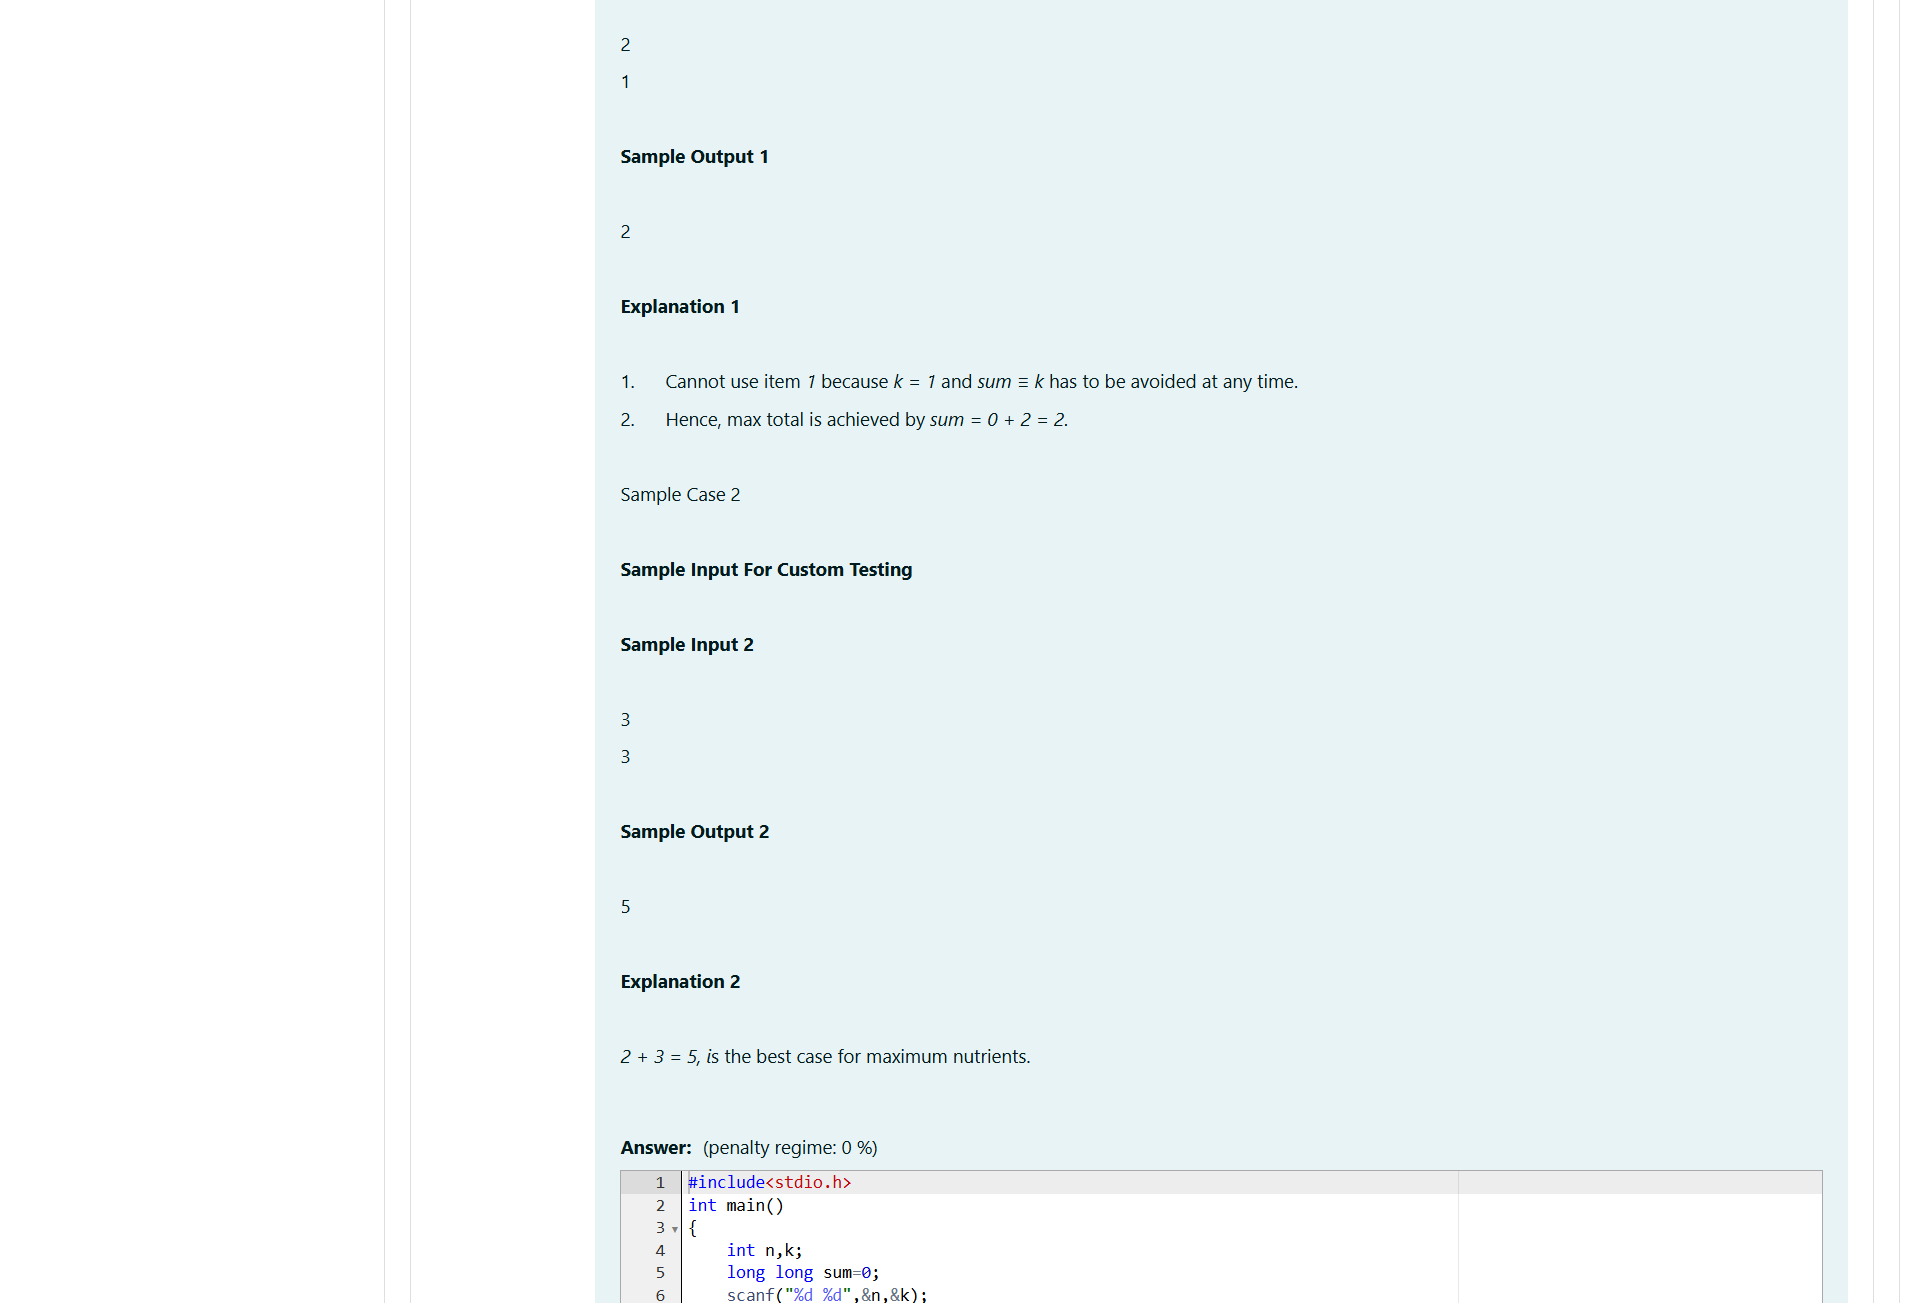 2
1
Sample Output 1
2
Explanation 1
1. Cannot use item 1 because k = 1 and sum ≡ k has to be avoided at any time.
2. Hence, max total is achieved by sum = 0 + 2 = 2.
Sample Case 2
Sample Input For Custom Testing
Sample Input 2
3
3
Sample Output 2
5
Explanation 2
2 + 3 = 5, is the best case for maximum nutrients.
Answer: (penalty regime: 0 %)
1 #include<stdio.h>
2 int main()
3 {
4 int n,k;
5 long long sum=0;
6 scanf("%d %d",&n,&k);